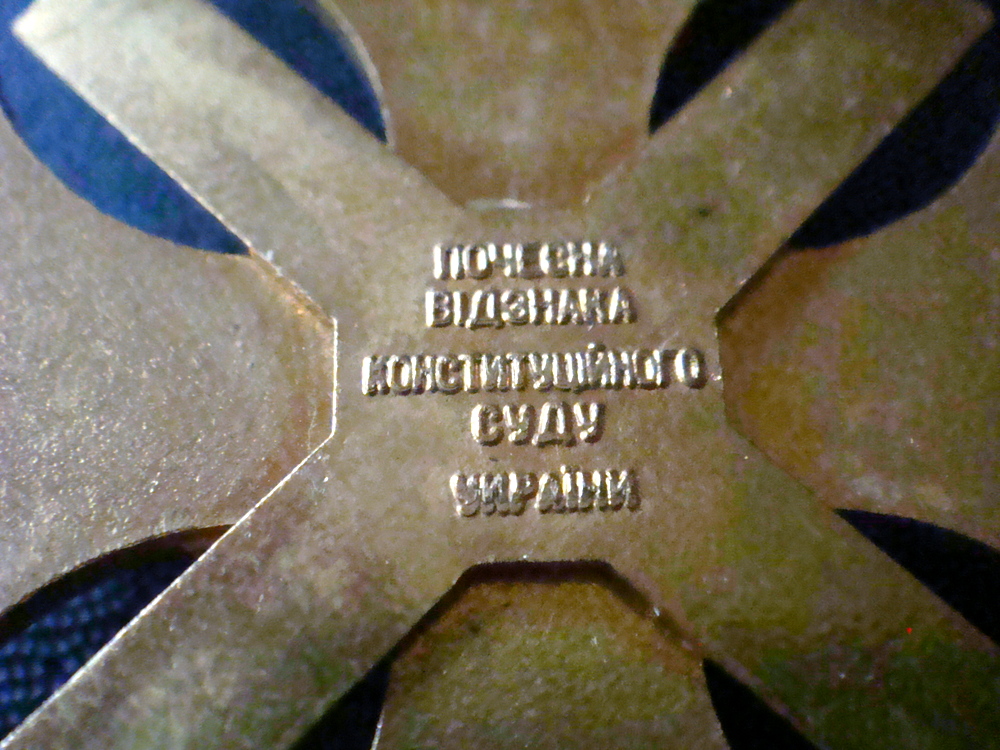 ПОЧЕСНА
ВІДЗНАКА
КОНСТИТУЦІЙНОГО
СУДУ
УКРАЇНИ